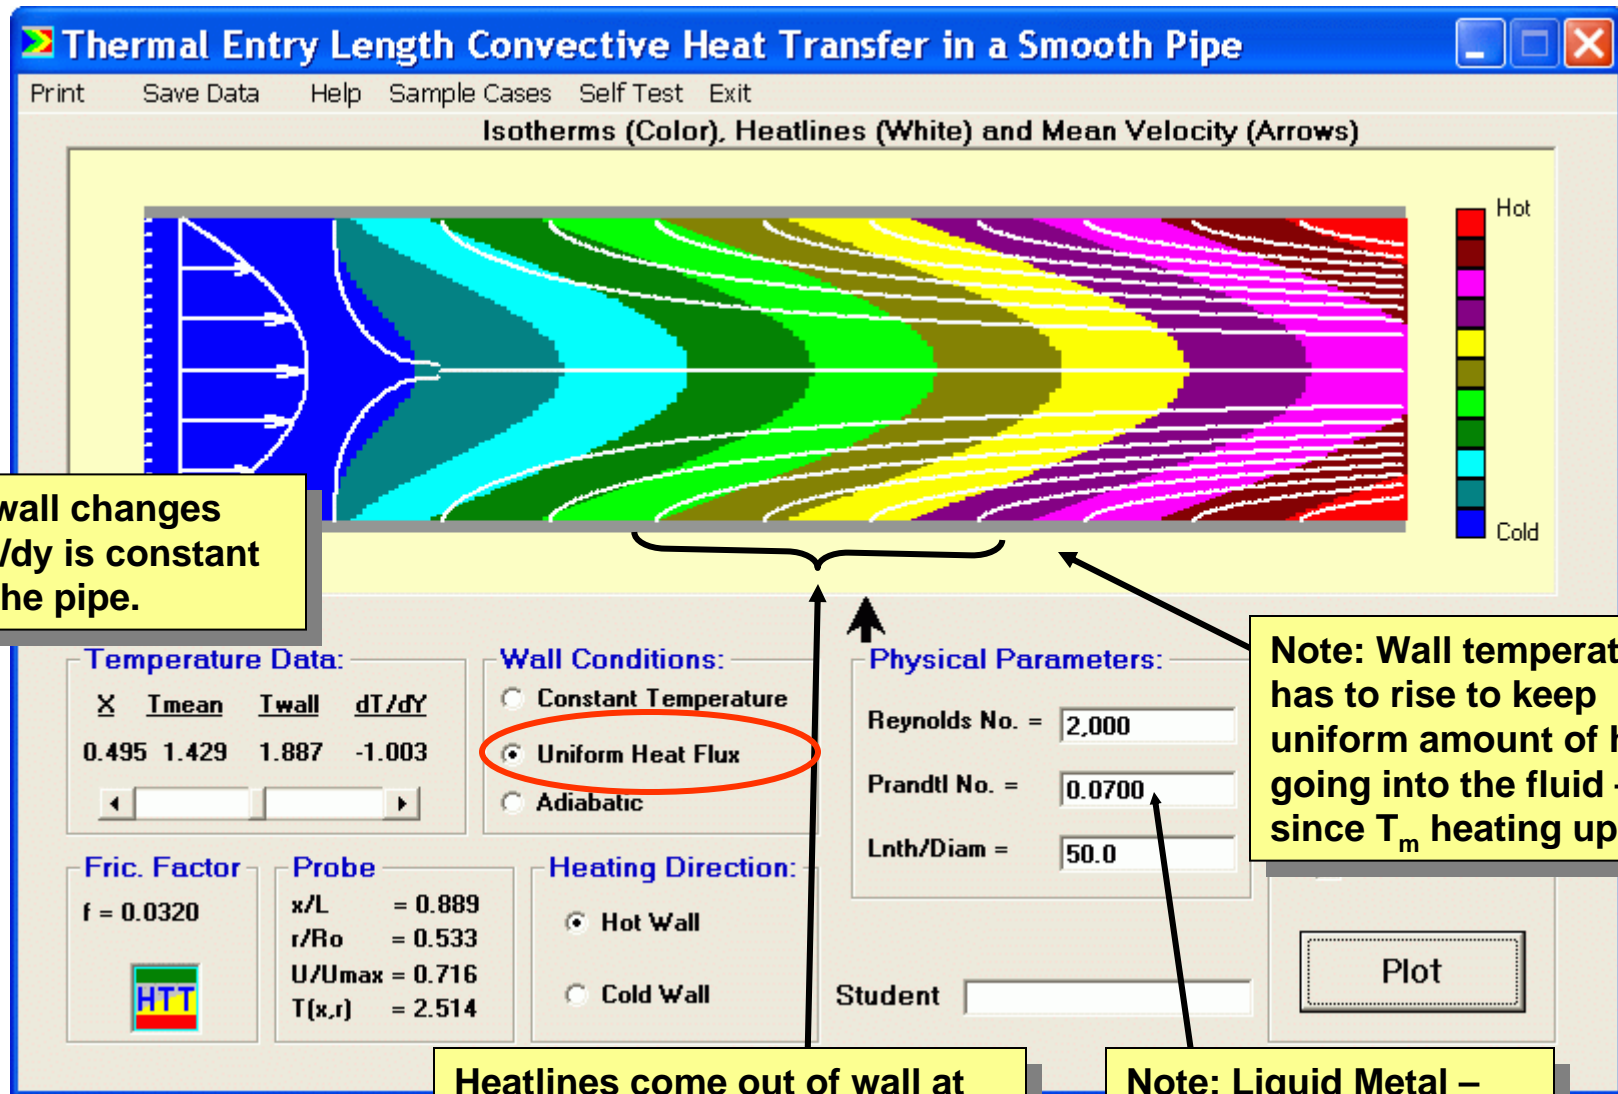 Thermal Entry Length Convective Heat Transfer in a Smooth Pipe
Print Save Data Help Sample Cases Self Test Exit
Isotherms (Color), Heatlines (White) and Mean Velocity (Arrows)
Hot
Cold
wall changes
/dy is constant
he pipe.
Temperature Data:
X Tmean Twall dT/dY
0.495 1.429 1.887 -1.003
Wall Conditions:
Constant Temperature
Uniform Heat Flux
Adiabatic
Physical Parameters:
Reynolds No. = 2,000
Prandtl No. = 0.0700
Lnth/Diam = 50.0
Note: Wall temperat
has to rise to keep
uniform amount of h
going into the fluid -
since Tm heating up
Fric. Factor
f = 0.0320
HTT
Probe
x/L = 0.889
r/Ro = 0.533
U/Umax = 0.716
T(x,r) = 2.514
Heating Direction:
Hot Wall
Cold Wall
Student
Plot
Heatlines come out of wall at
Note: Liquid Metal –